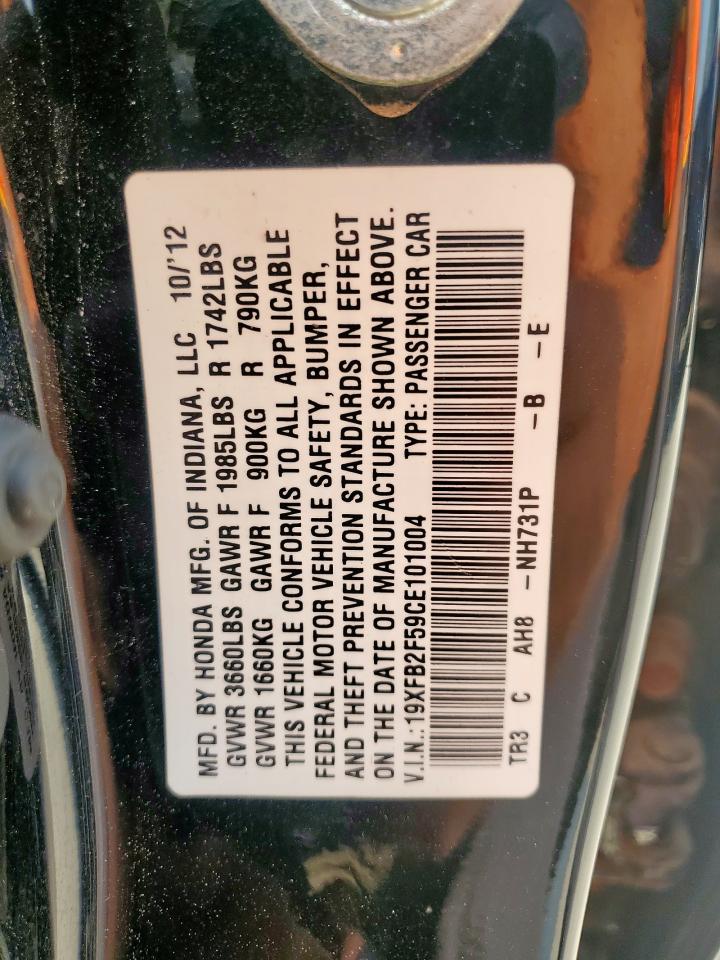 MFD. BY HONDA MFG. OF INDIANA, LLC 10/'12
GVWR 3660LBS GAWR F 1985LBS R 1742LBS
GVWR 1660KG GAWR F 900KG R 790KG
THIS VEHICLE CONFORMS TO ALL APPLICABLE
FEDERAL MOTOR VEHICLE SAFETY, BUMPER,
AND THEFT PREVENTION STANDARDS IN EFFECT
ON THE DATE OF MANUFACTURE SHOWN ABOVE.
V.I.N.: 19XFB2F59CE101004 TYPE: PASSENGER CAR
TR3 C AH8 -NH731P -B -E